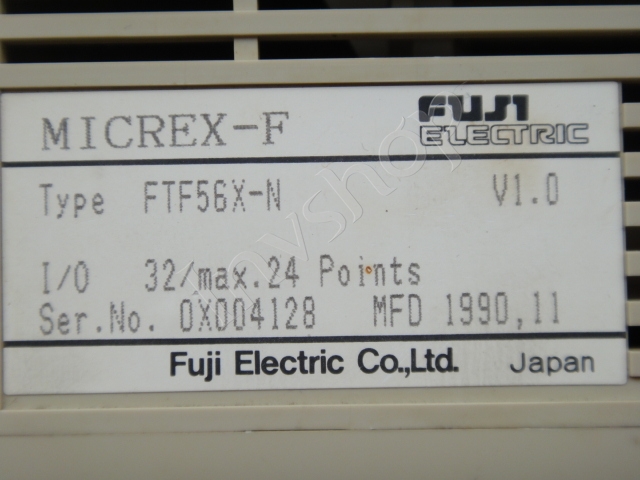 MICREX-F
FUJI
ELECTRIC
Type FTF56X-N V1.0
I/O 32/max.24 Points
Ser.No. 0X004128 MFD 1990,11
Fuji Electric Co.,Ltd. Japan